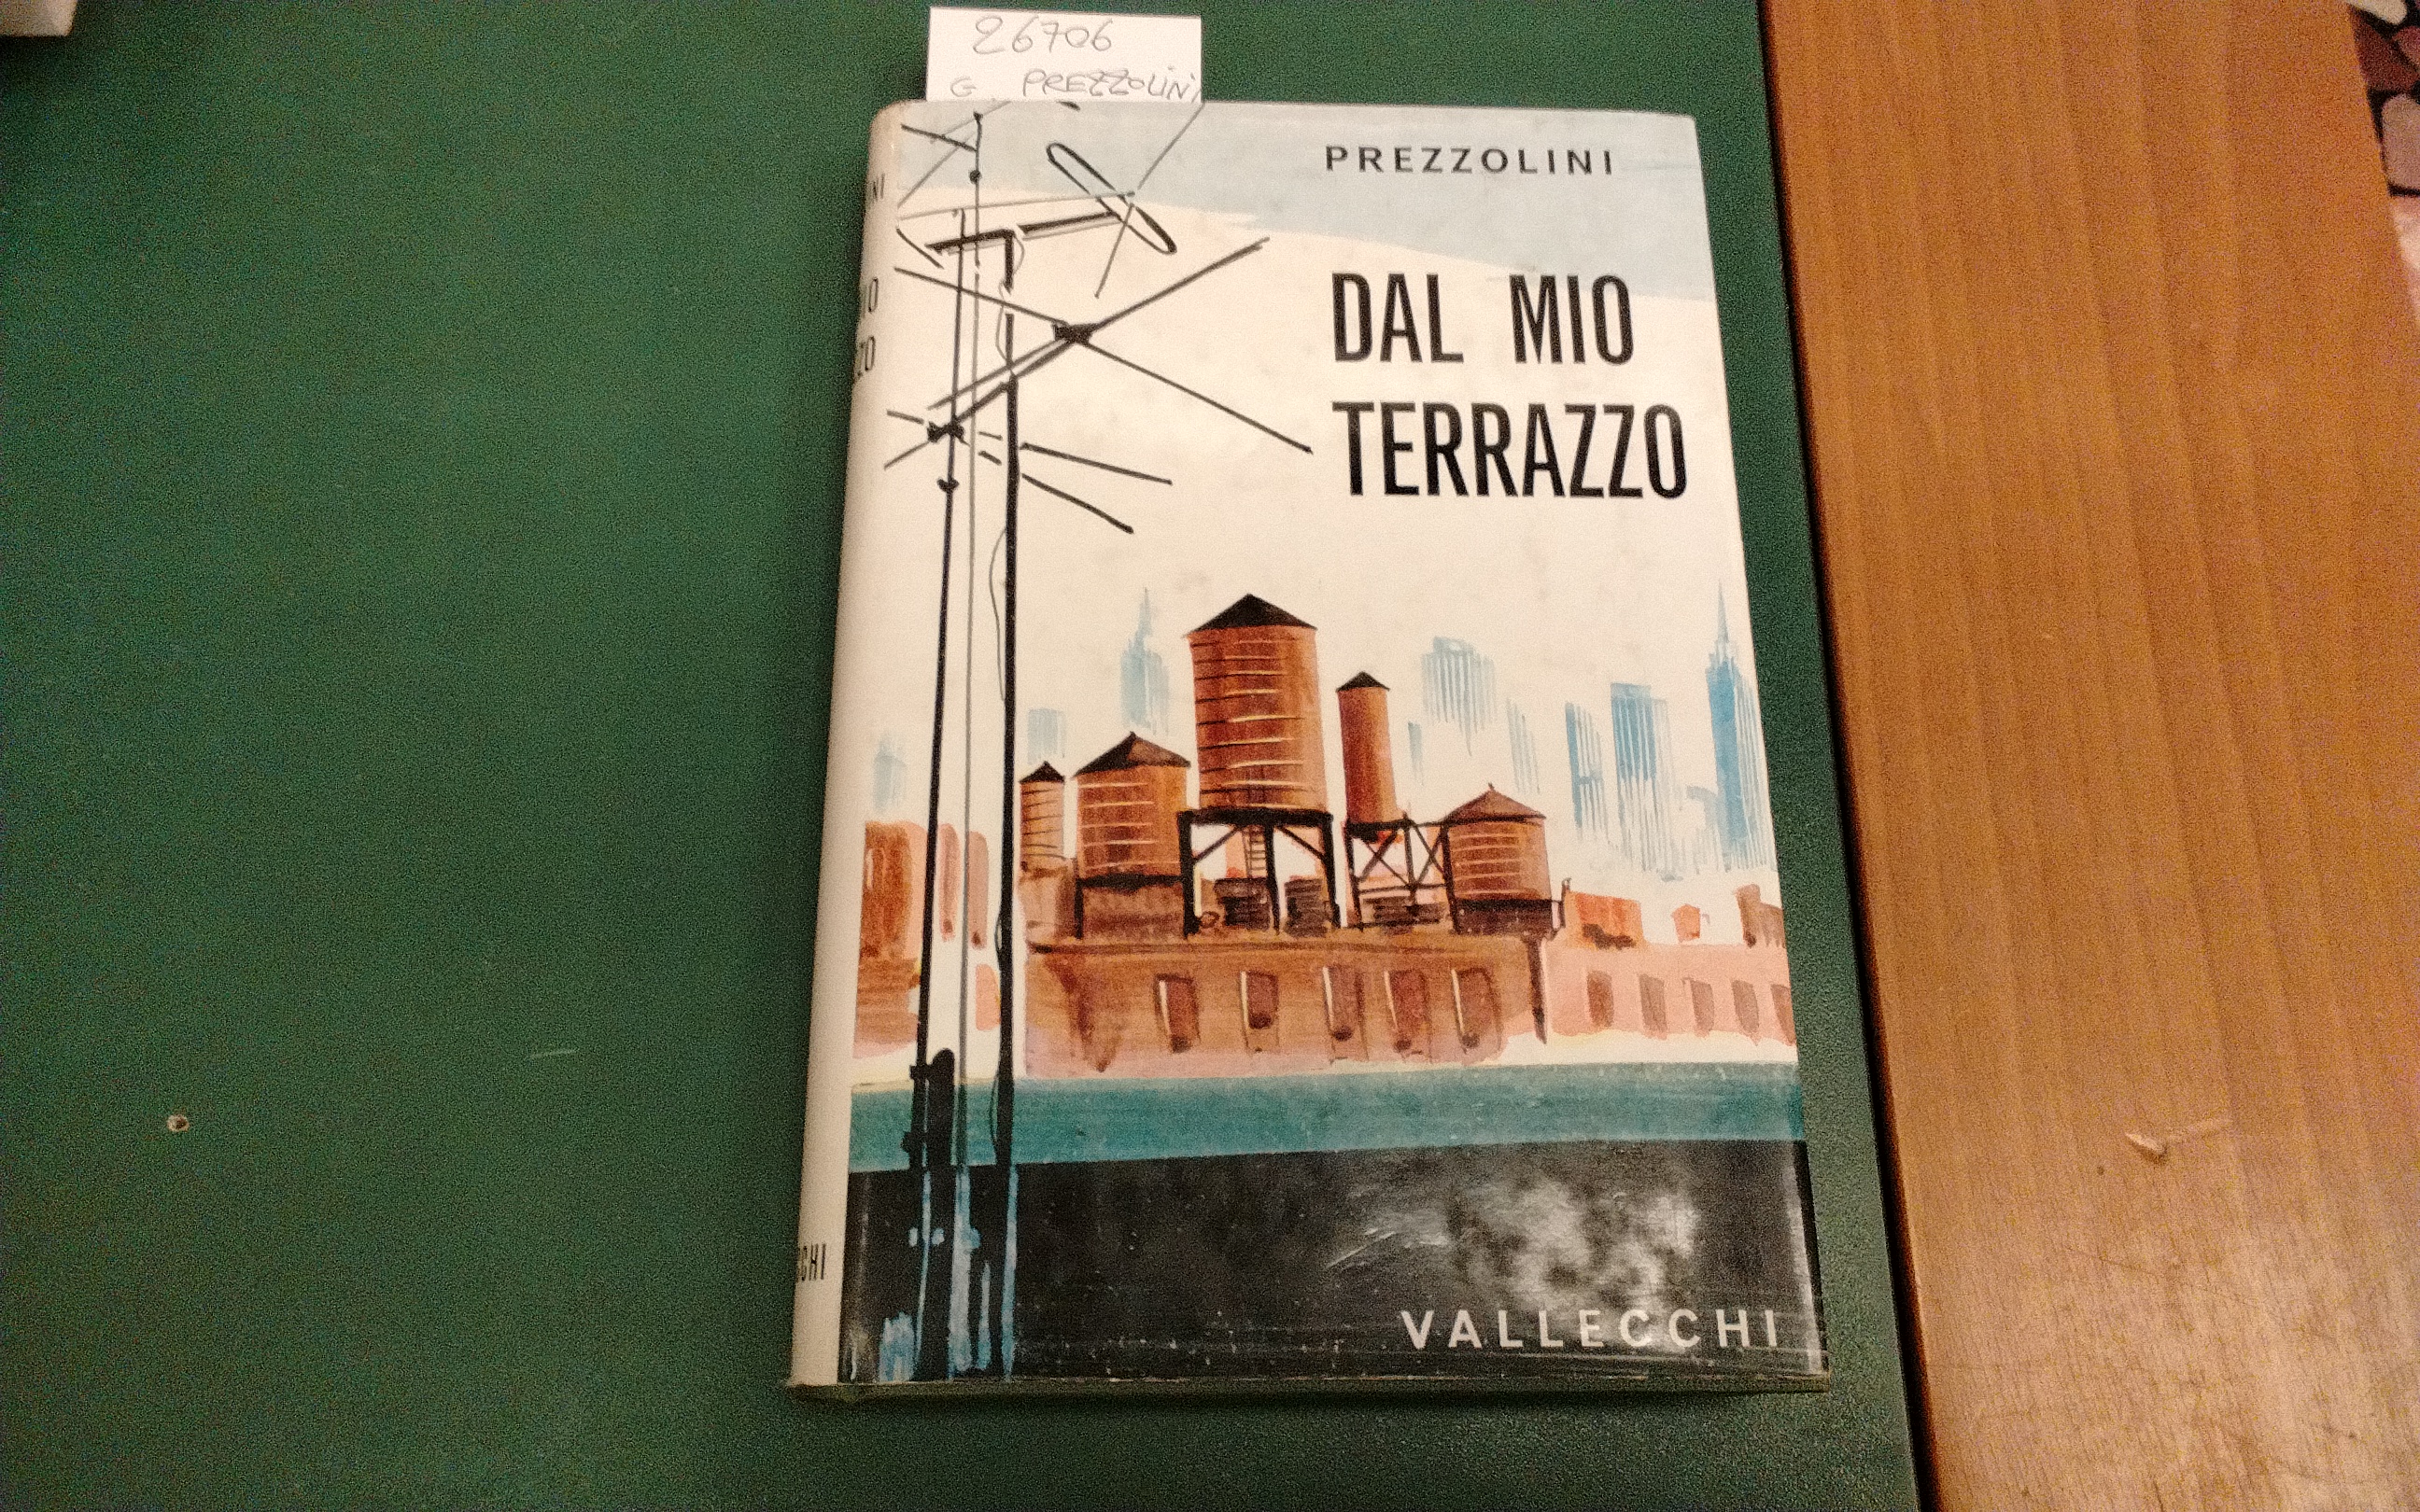 26706
G PREZZOLINI
PREZZOLINI
DAL MIO
TERRAZZO
VALLECCHI